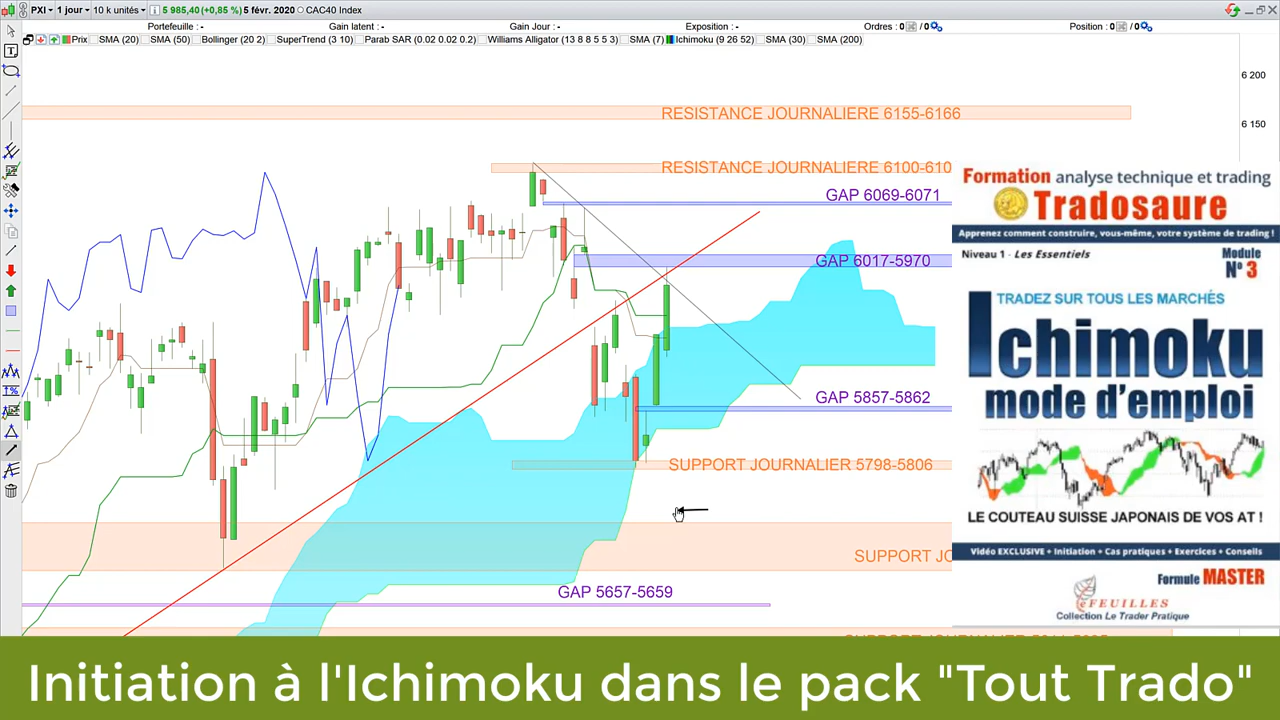 PXI 1 jour 10 k unités 5 985,40 (+0,85 %) 5 févr. 2020 CAC40 Index
Portefeuille : - Gain latent : - Gain Jour : - Exposition : - Ordres : 0 / 0 Position : 0 / 0
Prix SMA (20) SMA (50) Bollinger (20 2) SuperTrend (3 10) Parab SAR (0.02 0.02 0.2) Williams Alligator (13 8 8 5 5 3) SMA (7) Ichimoku (9 26 52) SMA (30) SMA (200)
6 200
RESISTANCE JOURNALIERE 6155-6166
6 150
RESISTANCE JOURNALIERE 6100-610
GAP 6069-6071
GAP 6017-5970
GAP 5857-5862
SUPPORT JOURNALIER 5798-5806
SUPPORT JO
GAP 5657-5659
Formation analyse technique et trading
Tradosaure
Apprenez comment construire, vous-même, votre système de trading !
Niveau 1 - Les Essentiels
Module
N° 3
TRADEZ SUR TOUS LES MARCHÉS
Ichimoku
mode d'emploi
LE COUTEAU SUISSE JAPONAIS DE VOS AT !
Vidéo EXCLUSIVE + Initiation + Cas pratiques + Exercices + Conseils
Formule MASTER
eFEUILLES
Collection Le Trader Pratique
Initiation à l'Ichimoku dans le pack "Tout Trado"